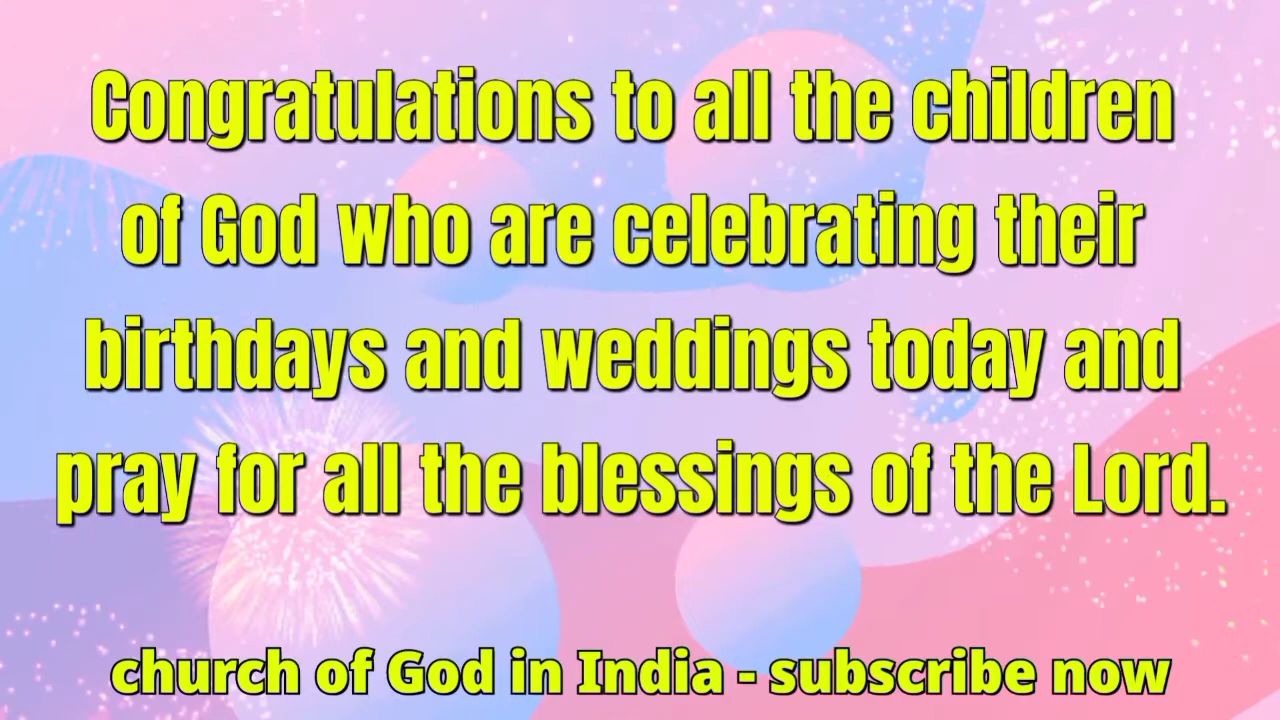 Congratulations to all the children
of God who are celebrating their
birthdays and weddings today and
pray for all the blessings of the Lord.
church of God in India - subscribe now